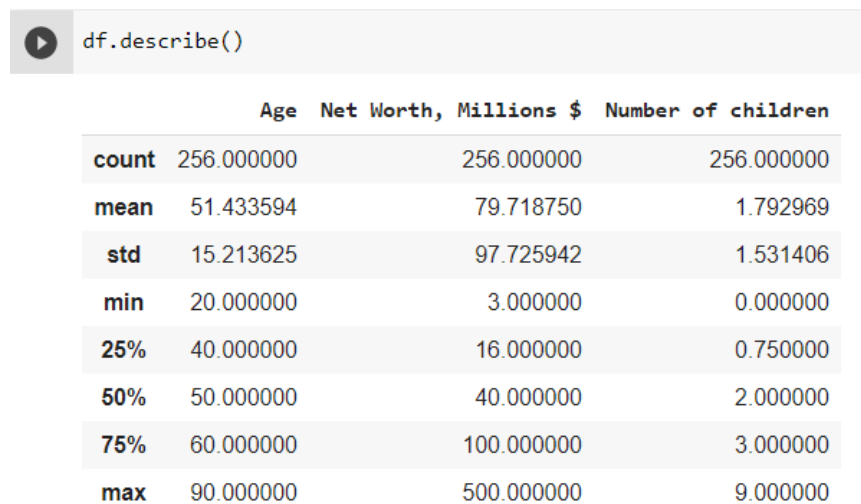 df.describe()
Age Net Worth, Millions $ Number of children
count 256.000000 256.000000 256.000000
mean 51.433594 79.718750 1.792969
std 15.213625 97.725942 1.531406
min 20.000000 3.000000 0.000000
25% 40.000000 16.000000 0.750000
50% 50.000000 40.000000 2.000000
75% 60.000000 100.000000 3.000000
max 90.000000 500.000000 9.000000